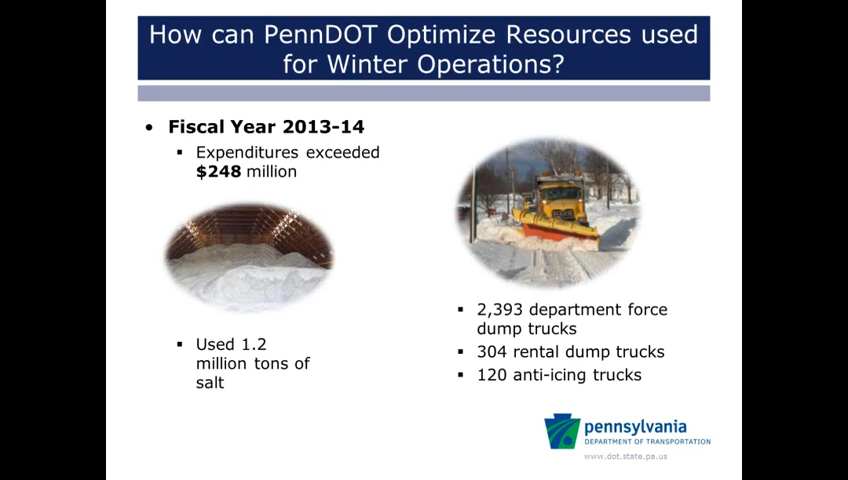 How can PennDOT Optimize Resources used
for Winter Operations?
• Fiscal Year 2013-14
▪ Expenditures exceeded
$248 million
▪ Used 1.2
million tons of
salt
▪ 2,393 department force
dump trucks
▪ 304 rental dump trucks
▪ 120 anti-icing trucks
pennsylvania
DEPARTMENT OF TRANSPORTATION
www.dot.state.pa.us